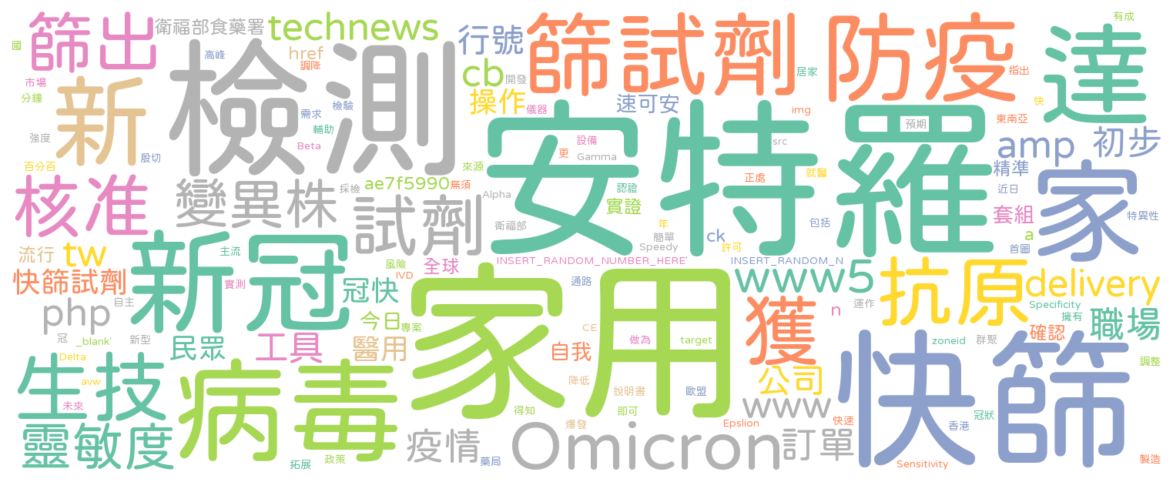 篩出
衛福部食藥署
technews
行號
篩試劑
防疫
達
有成
國
高峰
href
調降
市場
分鐘
新
檢測
cb
開發
操作
儀器
速可安
居家
指出
img
快
東南亞
需求
檢驗
輔助
強度
殷切
Beta
百分百
安特羅
設備
更
Gamma
src
預期
amp
初步
核准
變異株
採檢
來源
ae7f5990
無須
Alpha
認證
實證
正處
就醫
精準
近日
家
套組
特異性
試劑
衛福部
年
簡單
Speedy
ck
許可
包括
a
首圖
流行
tw
主流
新冠
風險
IVD
全球
INSERT_RANDOM_NUMBER_HERE'
INSERT_RANDOM_N
快篩試劑
實測
冠快
家用
通路
www5
抗原
delivery
php
自主
今日
專案
CE
獲
n
運作
Specificity
擁有
職場
冠
_blank'
新型
民眾
工具
醫用
自我
做為
target
zoneid
群聚
確認
Delta
avw
生技
病毒
降低
說明書
歐盟
公司
快篩
調整
未來
得知
即可
www
冠狀
靈敏度
拓展
政策
疫情
藥局
Omicron
爆發
Epslion
訂單
快速
香港
Sensitivity
製造